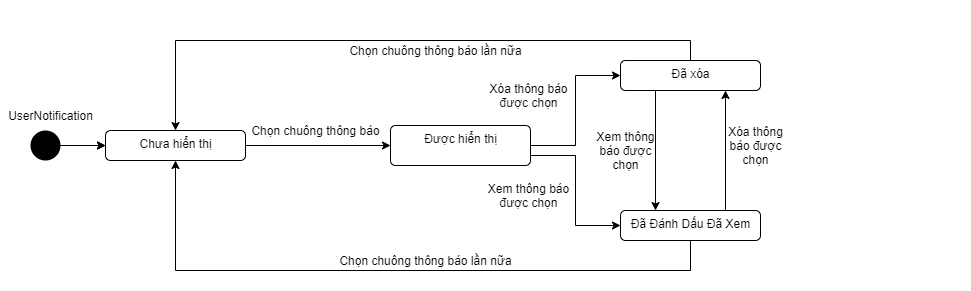 Chọn chuông thông báo lần nữa
Đã xóa
Xóa thông báo
được chọn
UserNotification
Chọn chuông thông báo
Chưa hiển thị
Được hiển thị
Xem thông
báo được
chọn
Xóa thông
báo được
chọn
Xem thông báo
được chọn
Đã Đánh Dấu Đã Xem
Chọn chuông thông báo lần nữa